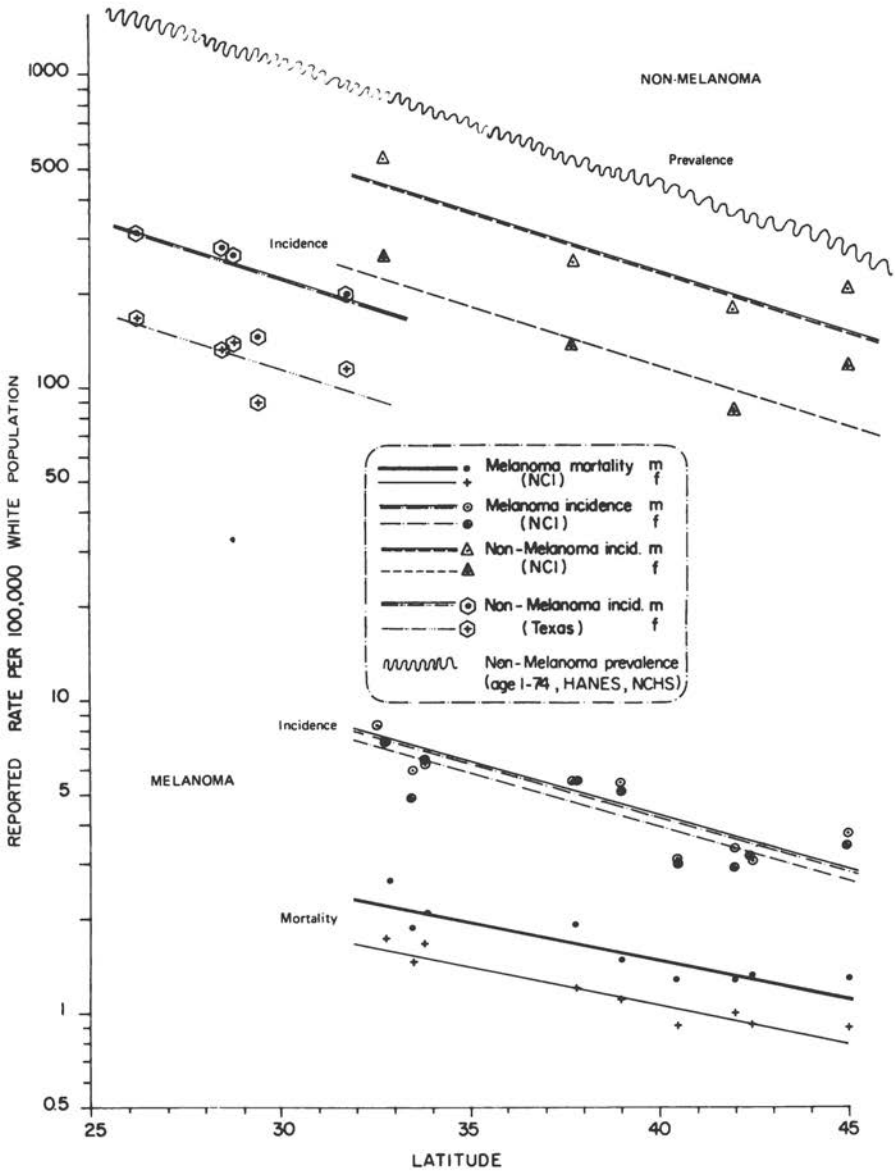 NON-MELANOMA
Prevalence
Incidence
1000
500
100
50
10
5
1
0.5
REPORTED RATE PER 100,000 WHITE POPULATION
Melanoma mortality m
(NCI) f
Melanoma incidence m
(NCI) f
Non-Melanoma incid. m
(NCI) f
Non-Melanoma incid. m
(Texas) f
Non-Melanoma prevalence
(age 1-74, HANES, NCHS)
Incidence
MELANOMA
Mortality
25 30 35 40 45
LATITUDE